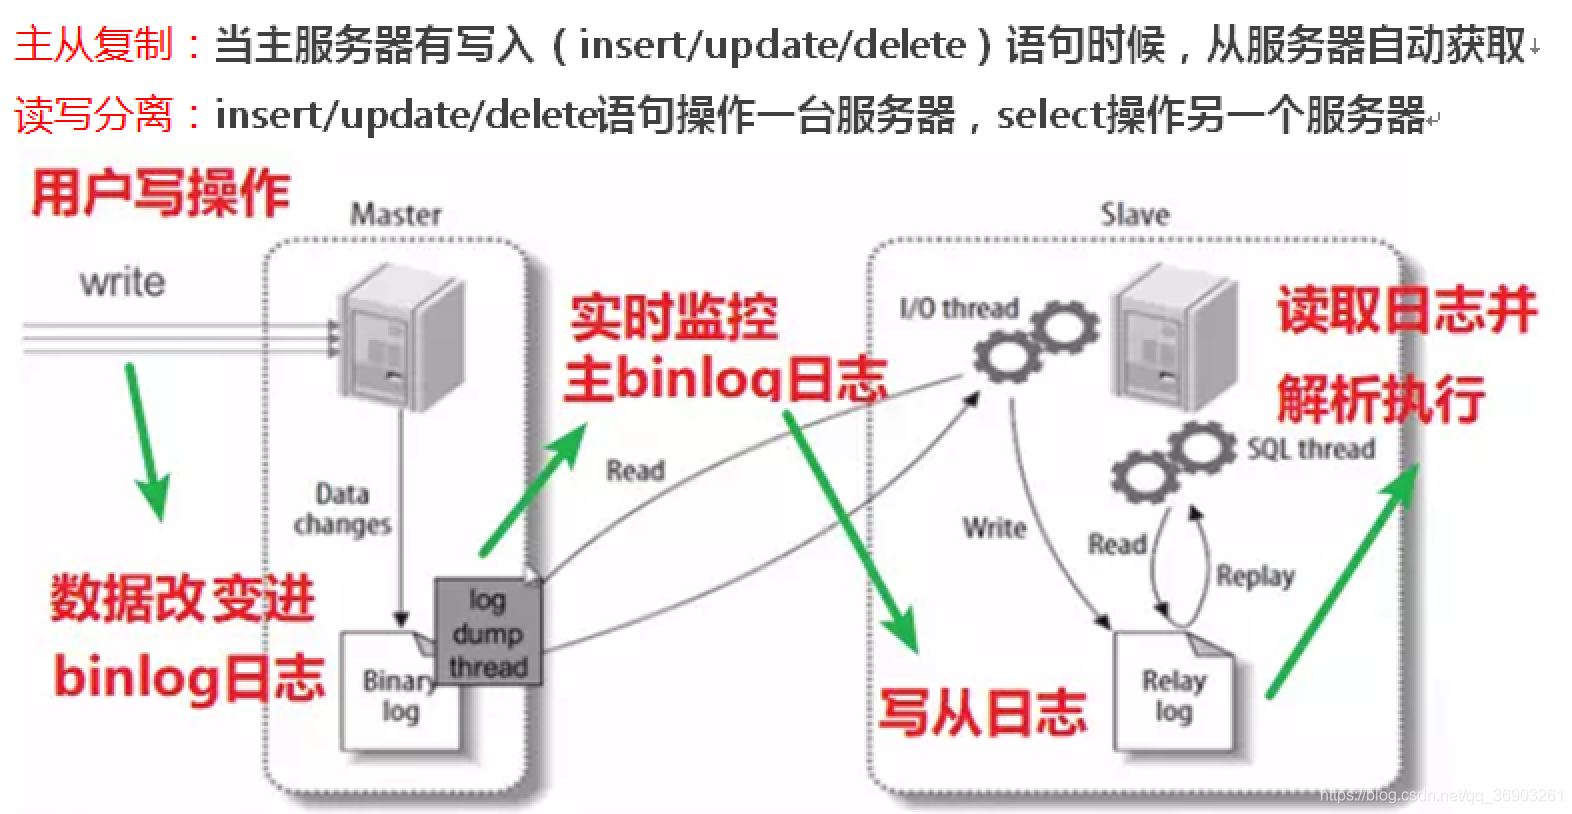 主从复制：当主服务器有写入（insert/update/delete）语句时候，从服务器自动获取↓
读写分离：insert/update/delete语句操作一台服务器，select操作另一个服务器↵
用户写操作
Master
Slave
write
实时监控
主binlog日志
I/O thread
读取日志并
解析执行
SQL thread
Read
Data
changes
Write
Read
Replay
数据改变进
binlog日志
log
dump
thread
Binary
log
写从日志
Relay
log
https://blog.csdn.net/qq_36903261